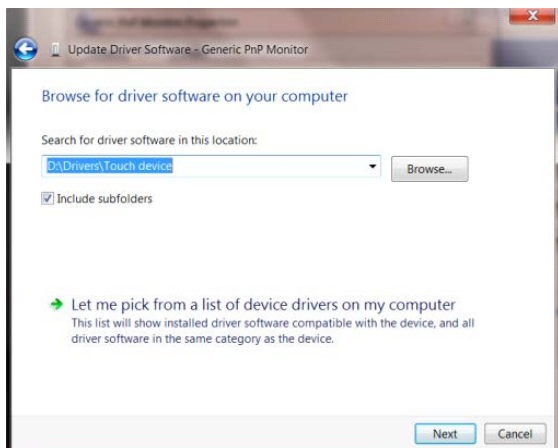 Update Driver Software - Generic PnP Monitor
Browse for driver software on your computer
Search for driver software in this location:
D:\Drivers\Touch device
Browse...
Include subfolders
Let me pick from a list of device drivers on my computer
This list will show installed driver software compatible with the device, and all
driver software in the same category as the device.
Next
Cancel